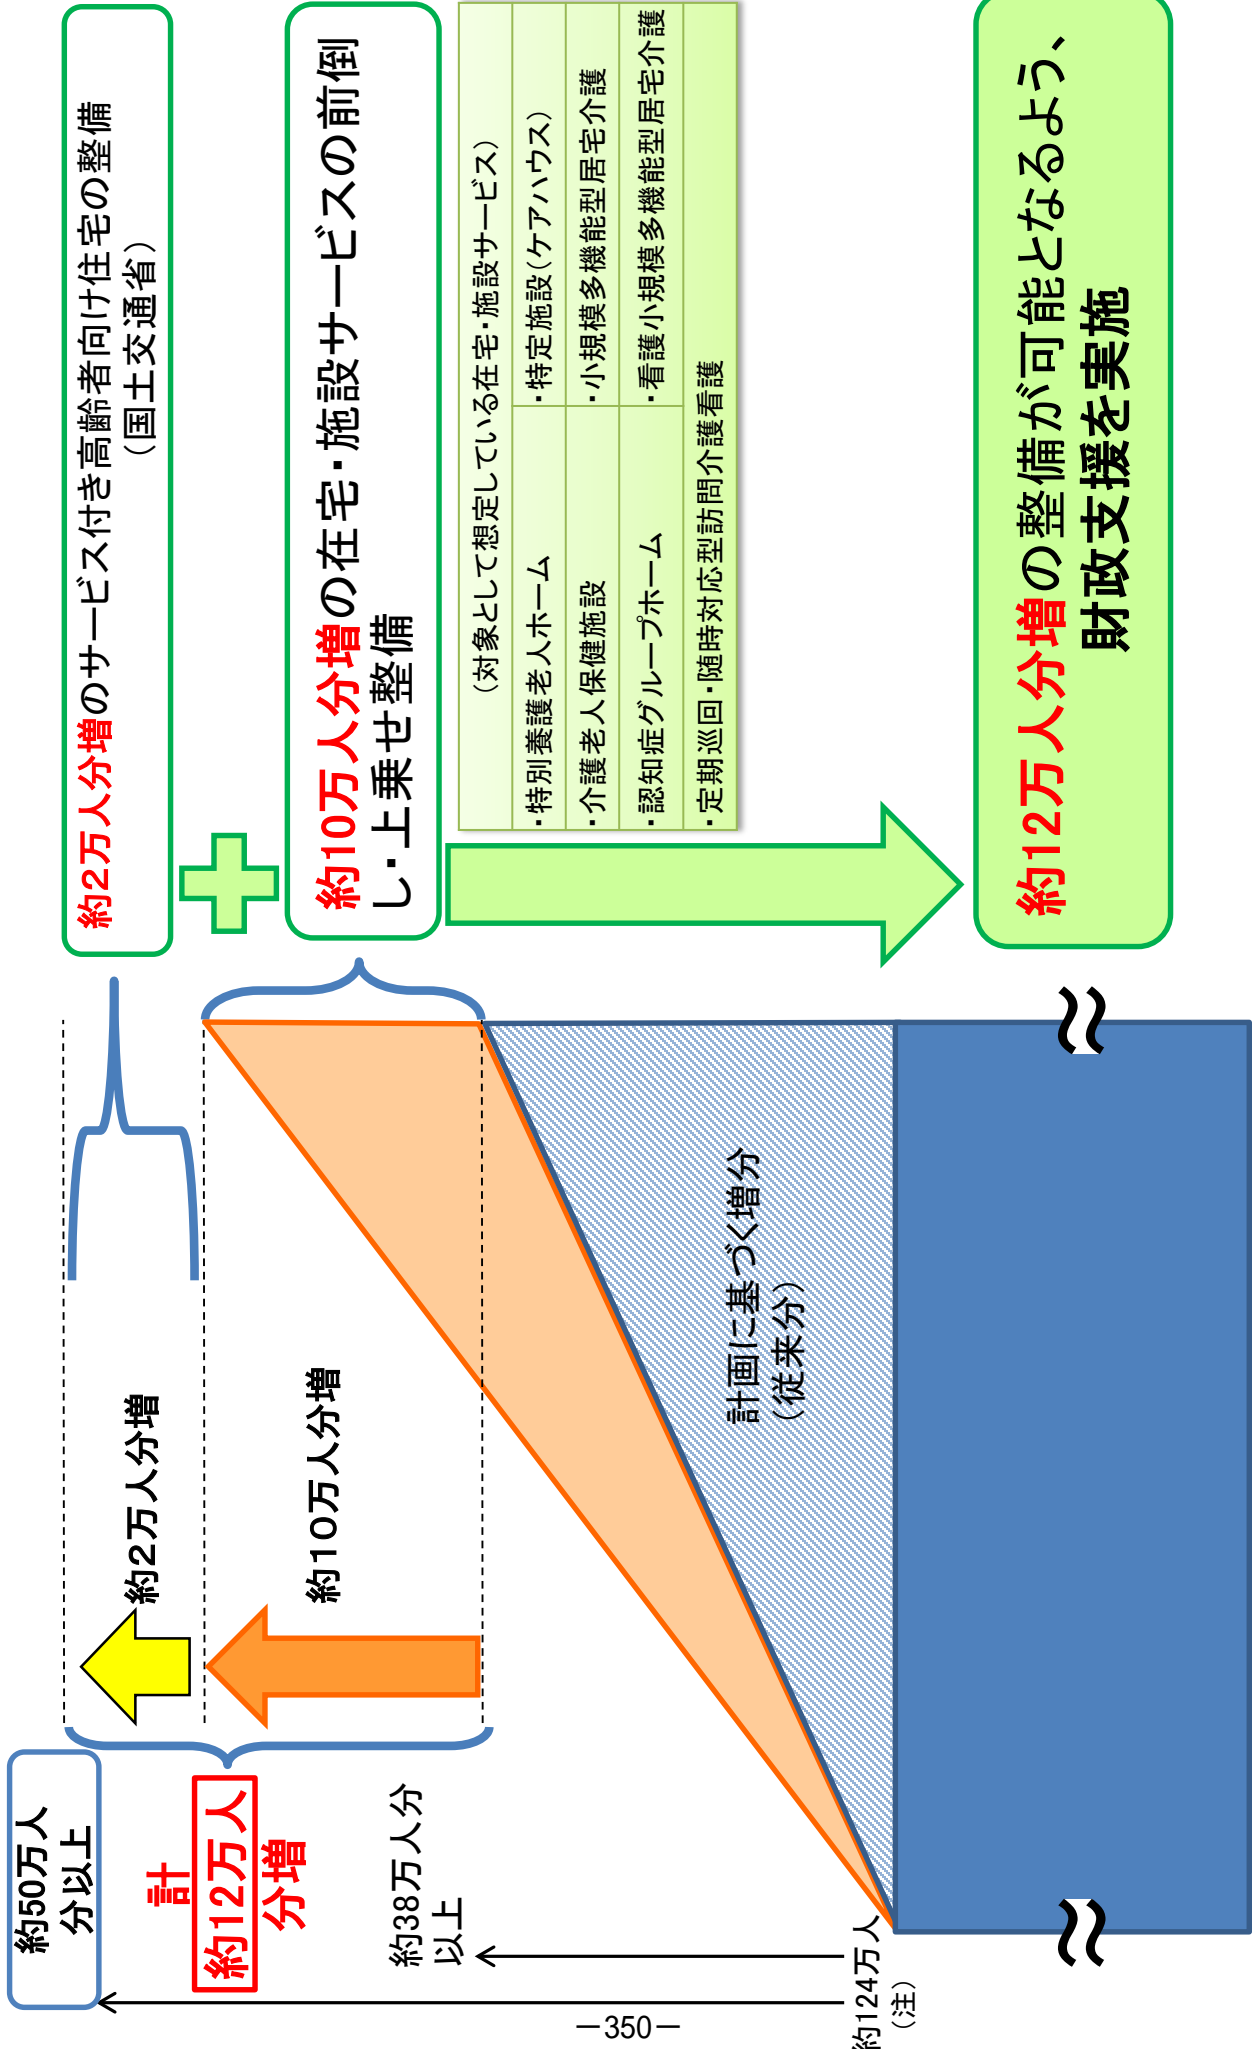 約50万人
分以上
計
約12万人
分増
約38万人分
以上
約124万人
（注）
約2万人分増
約10万人分増
計画に基づく増分
（従来分）
約2万人分増のサービス付き高齢者向け住宅の整備
（国土交通省）
約10万人分増の在宅・施設サービスの前倒
し・上乗せ整備
（対象として想定している在宅・施設サービス）
・特別養護老人ホーム
・特定施設（ケアハウス）
・介護老人保健施設
・小規模多機能型居宅介護
・認知症グループホーム
・看護小規模多機能型居宅介護
・定期巡回・随時対応型訪問介護看護
約12万人分増の整備が可能となるよう、
財政支援を実施
－350－